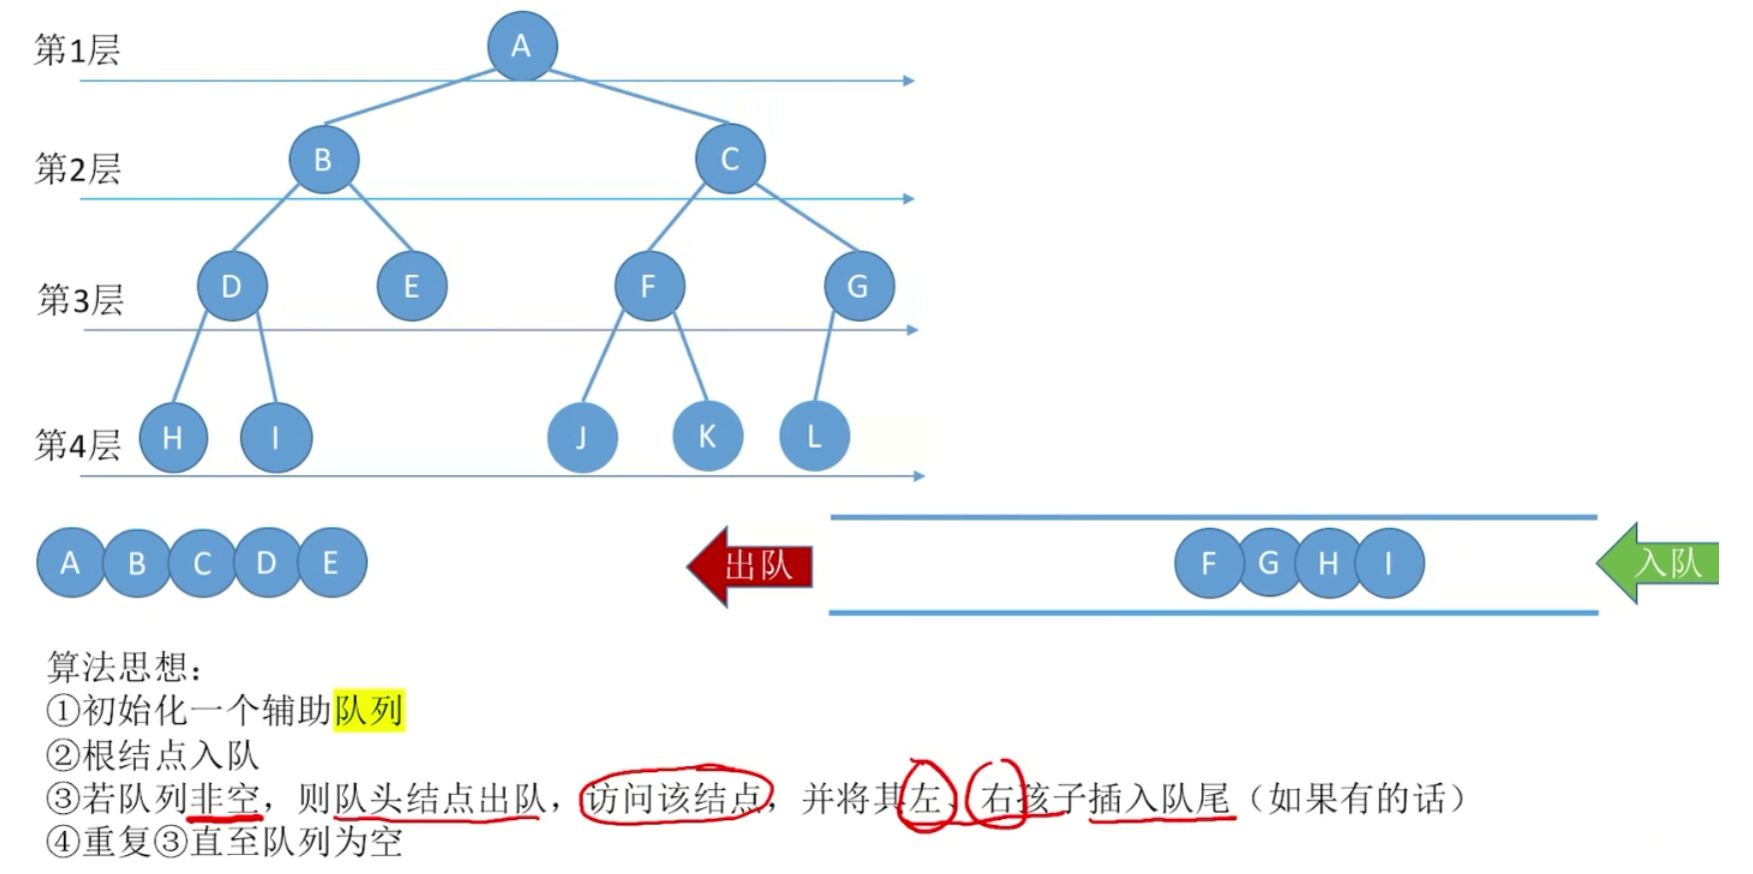 第1层
A
第2层
B
C
第3层
D
E
F
G
第4层
H
I
J
K
L
A B C D E
出队
F G H I
入队
算法思想:
①初始化一个辅助队列
②根结点入队
③若队列非空，则队头结点出队，访问该结点，并将其左、右孩子插入队尾（如果有的话）
④重复③直至队列为空